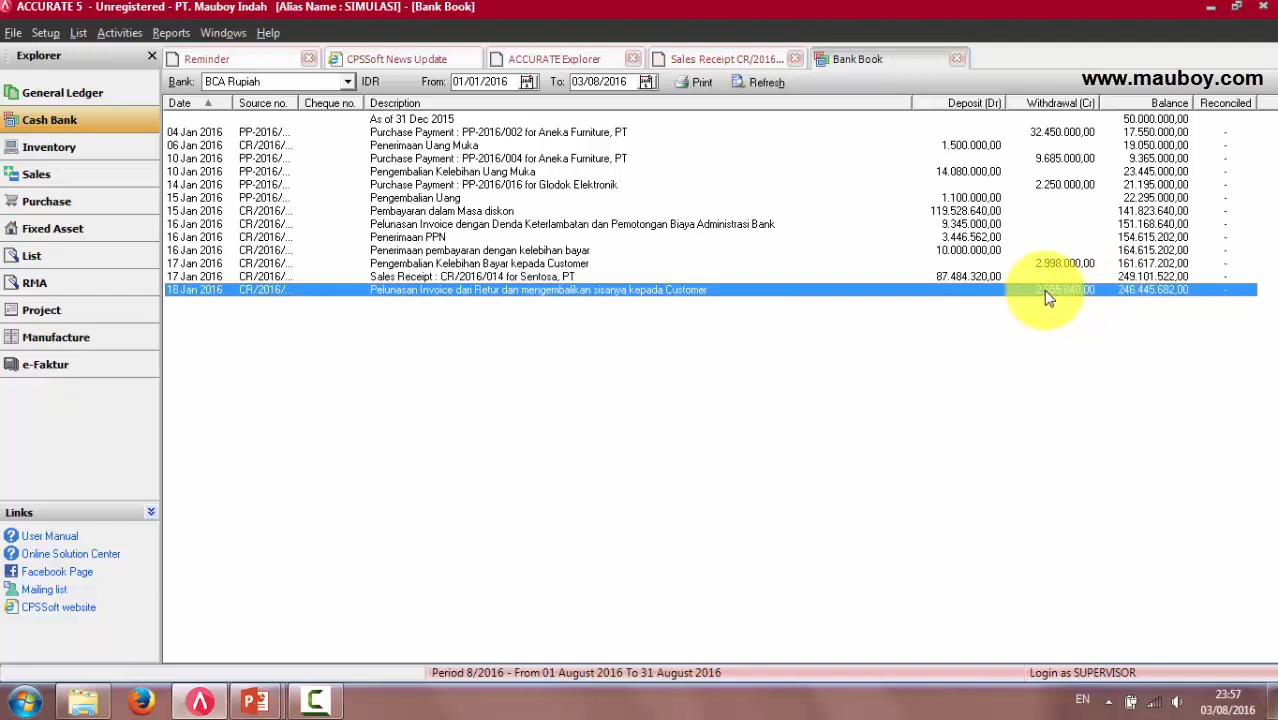 ACCURATE 5 - Unregistered - PT. Mauboy Indah [Alias Name : SIMULASI] - [Bank Book]
File Setup List Activities Reports Windows Help
Explorer
Reminder CPSSoft News Update ACCURATE Explorer Sales Receipt CR/2016... Bank Book
Bank: BCA Rupiah IDR From: 01/01/2016 To: 03/08/2016 Print Refresh
www.mauboy.com
Date Source no. Cheque no. Description Deposit (Dr) Withdrawal (Cr) Balance Reconciled
As of 31 Dec 2015 50.000.000,00
04 Jan 2016 PP-2016/... Purchase Payment : PP-2016/002 for Aneka Furniture, PT 32.450.000,00 17.550.000,00 -
06 Jan 2016 CR/2016/... Penerimaan Uang Muka 1.500.000,00 19.050.000,00 -
10 Jan 2016 PP-2016/... Purchase Payment : PP-2016/004 for Aneka Furniture, PT 9.685.000,00 9.365.000,00 -
10 Jan 2016 PP-2016/... Pengembalian Kelebihan Uang Muka 14.080.000,00 23.445.000,00 -
14 Jan 2016 PP-2016/... Purchase Payment : PP-2016/016 for Glodok Elektronik 2.250.000,00 21.195.000,00 -
15 Jan 2016 PP-2016/... Pengembalian Uang 1.100.000,00 22.295.000,00 -
15 Jan 2016 CR/2016/... Pembayaran dalam Masa diskon 119.528.640,00 141.823.640,00 -
16 Jan 2016 CR/2016/... Pelunasan Invoice dengan Denda Keterlambatan dan Pemotongan Biaya Administrasi Bank 9.345.000,00 151.168.640,00 -
16 Jan 2016 CR/2016/... Penerimaan PPN 3.446.562,00 154.615.202,00 -
16 Jan 2016 CR/2016/... Penerimaan pembayaran dengan kelebihan bayar 10.000.000,00 164.615.202,00 -
17 Jan 2016 CR/2016/... Pengembalian Kelebihan Bayar kepada Customer 2.998.000,00 161.617.202,00 -
17 Jan 2016 CR/2016/... Sales Receipt : CR/2016/014 for Sentosa, PT 87.484.320,00 249.101.522,00 -
18 Jan 2016 CR/2016/... Pelunasan Invoice dari Retur dan mengembalikan sisanya kepada Customer 2.655.840,00 246.445.682,00 -
General Ledger
Cash Bank
Inventory
Sales
Purchase
Fixed Asset
List
RMA
Project
Manufacture
e-Faktur
Links
User Manual
Online Solution Center
Facebook Page
Mailing list
CPSSoft website
Period 8/2016 - From 01 August 2016 To 31 August 2016 Login as SUPERVISOR
EN
23:57
03/08/2016